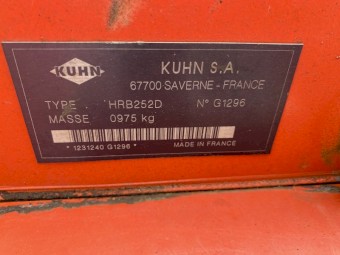 KUHN
KUHN S.A.
67700 SAVERNE - FRANCE
TYPE. HRB252D N° G1296
MASSE 0975 kg
* 1231240 G1296 *
MADE IN FRANCE